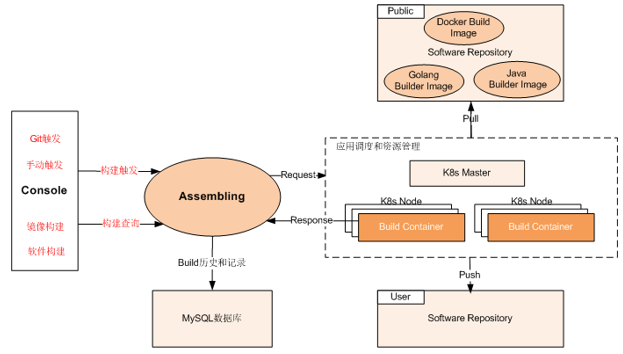 Public
Docker Build
Image
Software Repository
Golang
Builder Image
Java
Builder Image
Pull
Git触发
手动触发
Console
镜像构建
软件构建
构建触发
构建查询
Assembling
Request
Response
应用调度和资源管理
K8s Master
K8s Node
Build Container
K8s Node
Build Container
Build历史和记录
MySQL数据库
Push
User
Software Repository